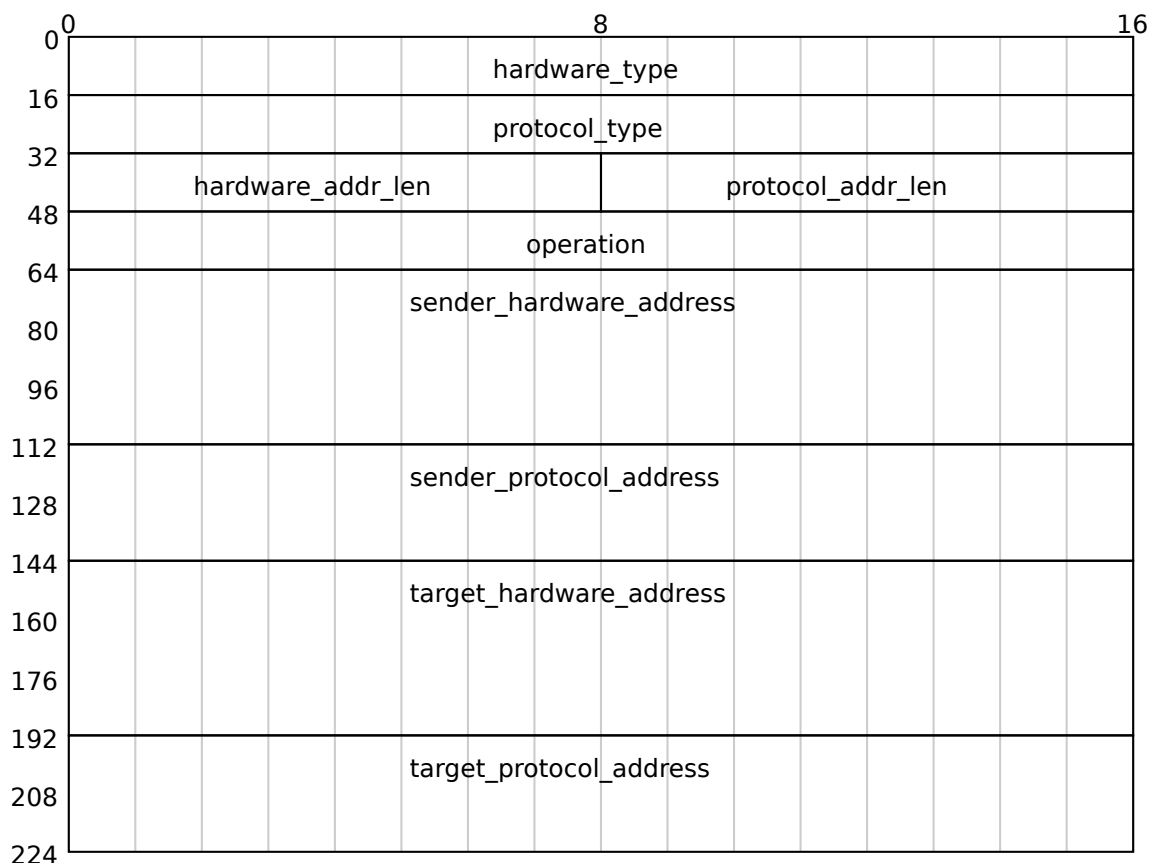 0 8 16
0
hardware_type
16
protocol_type
32
hardware_addr_len protocol_addr_len
48
operation
64
sender_hardware_address
80
96
112
sender_protocol_address
128
144
target_hardware_address
160
176
192
target_protocol_address
208
224